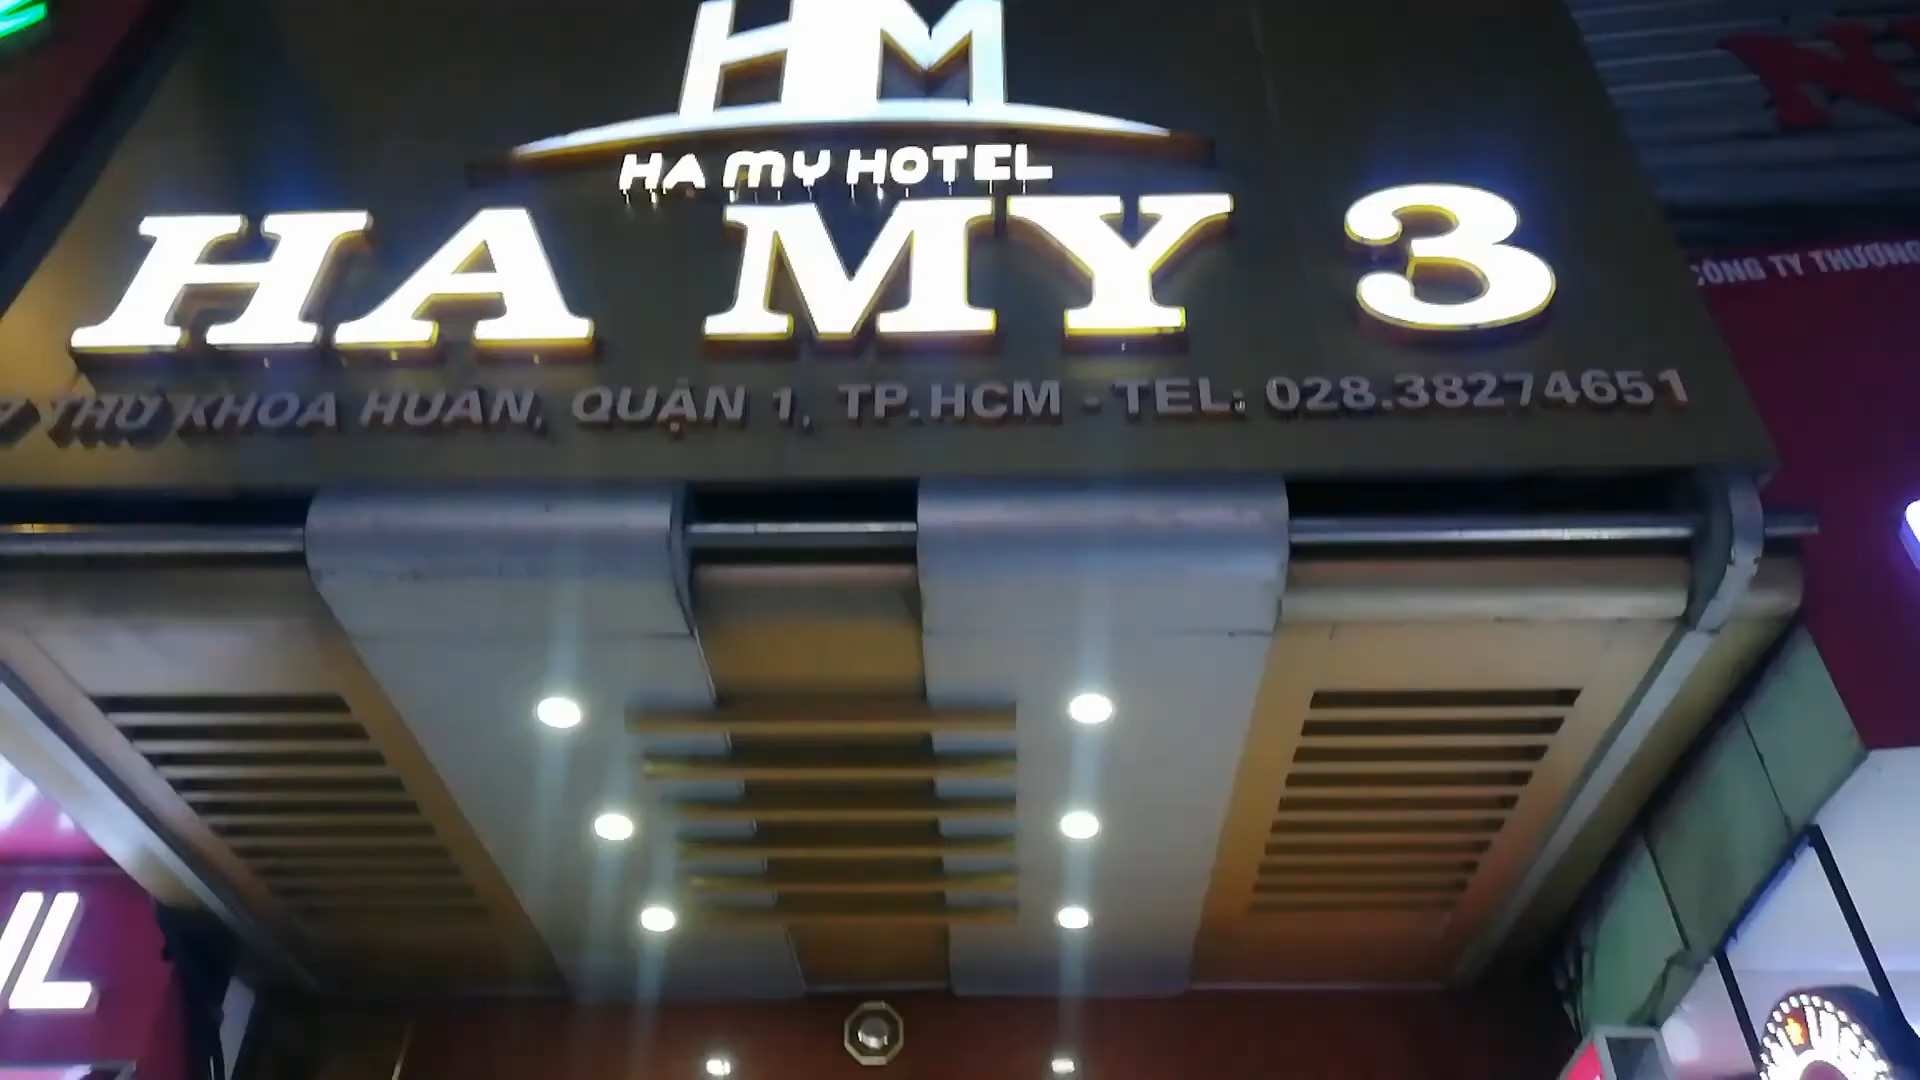 HM
HA MY HOTEL
HA MY 3
THỦ KHOA HUÂN, QUẬN 1, TP.HCM - TEL: 028.38274651
CÔNG TY THƯƠNG